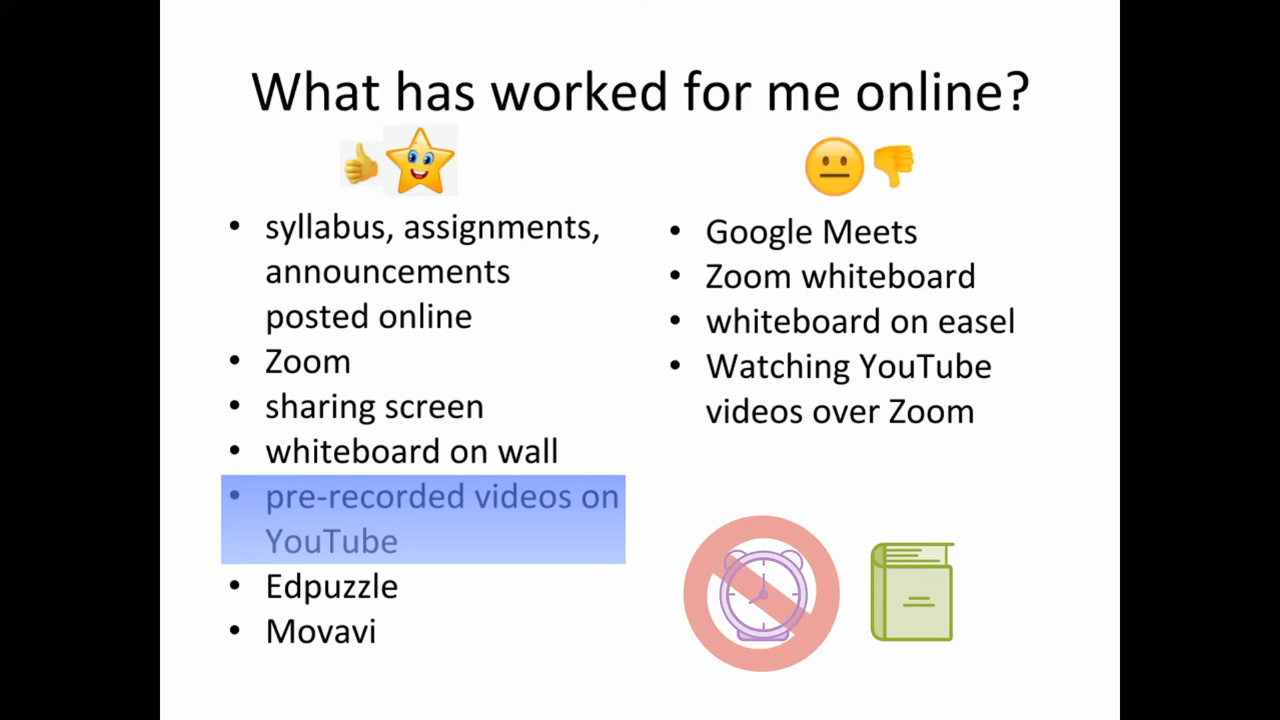 What has worked for me online?
• syllabus, assignments,
announcements
posted online
• Zoom
• sharing screen
• whiteboard on wall
• pre-recorded videos on
YouTube
• Edpuzzle
• Movavi
• Google Meets
• Zoom whiteboard
• whiteboard on easel
• Watching YouTube
videos over Zoom